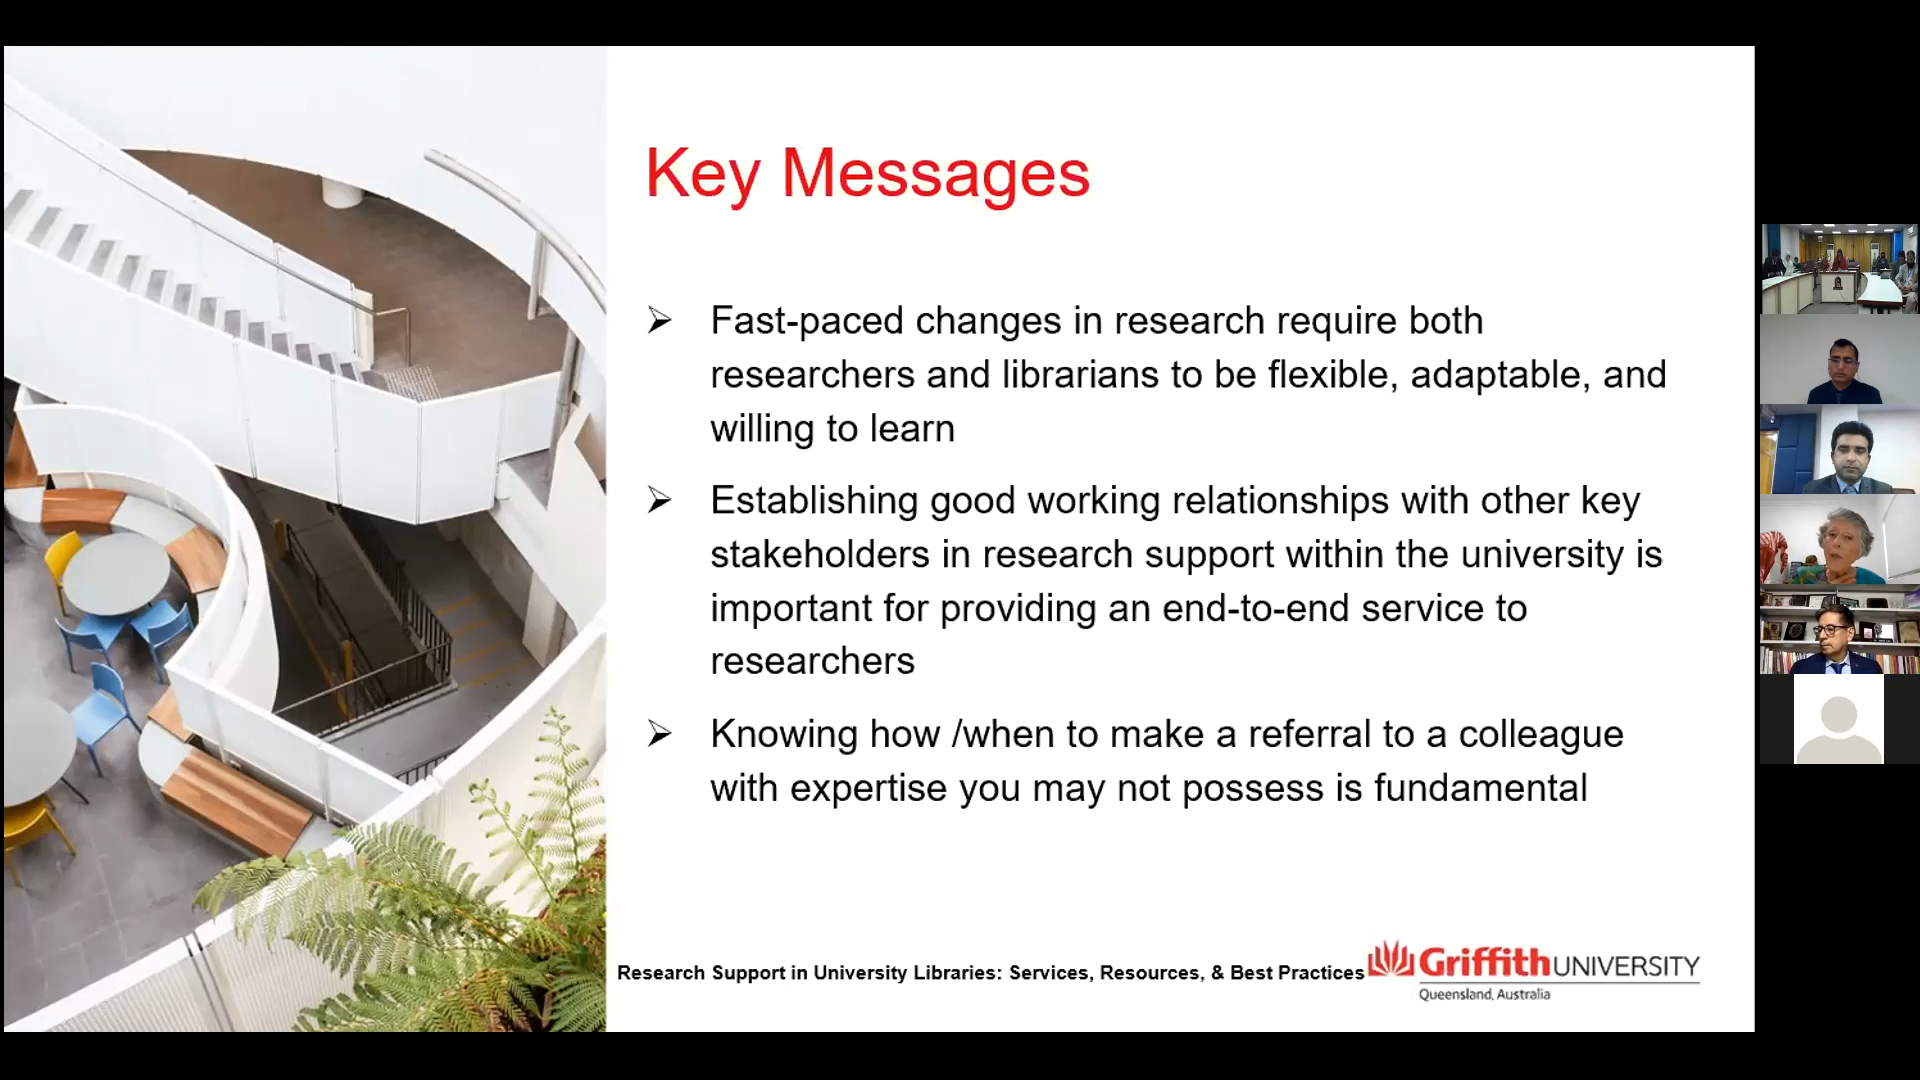 Key Messages
➢ Fast-paced changes in research require both
researchers and librarians to be flexible, adaptable, and
willing to learn
➢ Establishing good working relationships with other key
stakeholders in research support within the university is
important for providing an end-to-end service to
researchers
➢ Knowing how /when to make a referral to a colleague
with expertise you may not possess is fundamental
Research Support in University Libraries: Services, Resources, & Best Practices
Griffith UNIVERSITY
Queensland, Australia